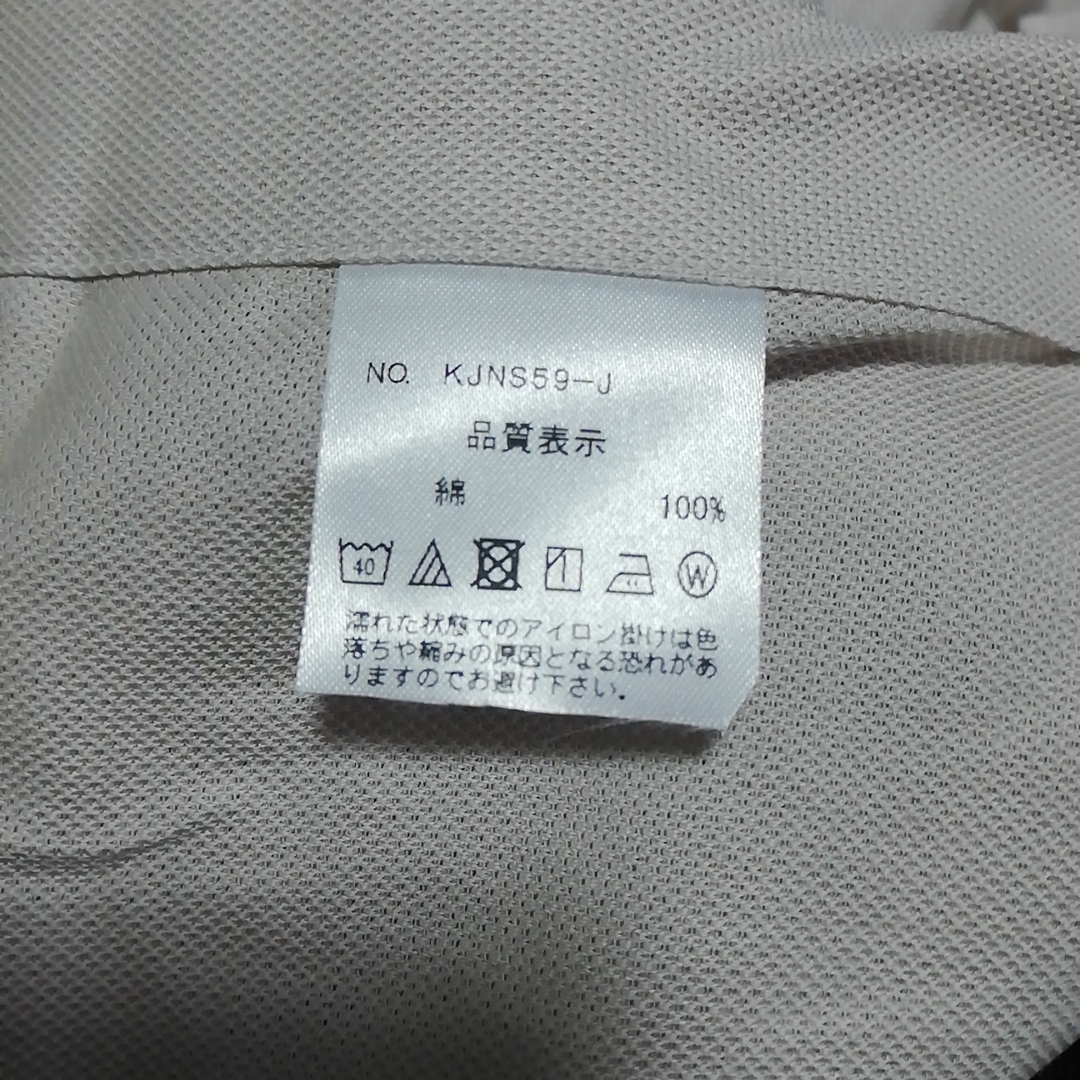 NO. KJNS59-J
品質表示
綿 100%
40 W
濡れた状態でのアイロン掛けは色
落ちや縮みの原因となる恐れがあ
りますのでお避け下さい.